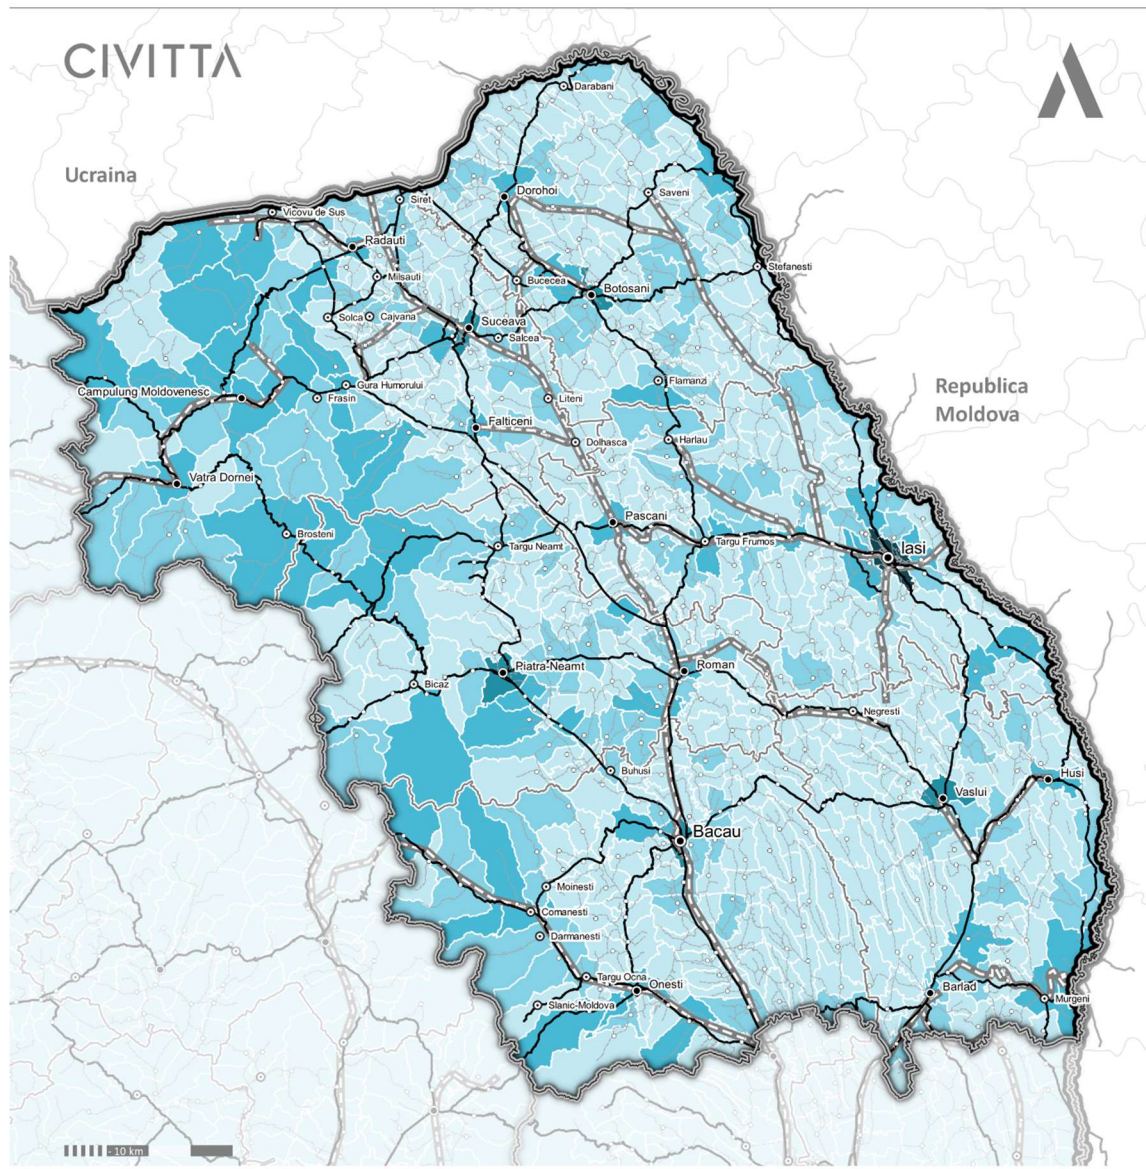 CIVITTA
Darabani
Ucraina
Dorohoi
Saveni
Siret
Vicovu de Sus
Radauti
Stefanesti
Milsauti
Bucecea
Botosani
Solca
Cajvana
Suceava
Salcea
Flamanzi
Republica
Moldova
Gura Humorului
Campulung Moldovenesc
Frasin
Liteni
Falticeni
Dolhasca
Harlau
Vatra Dornei
Pascani
Brosteni
Targu Neamt
Targu Frumos
Iasi
Piatra-Neamt
Roman
Bicaz
Negresti
Buhusi
Husi
Vaslui
Bacau
Moinesti
Comanesti
Darmanesti
Targu Ocna
Onesti
Slanic-Moldova
Barlad
Murgeni
10 km